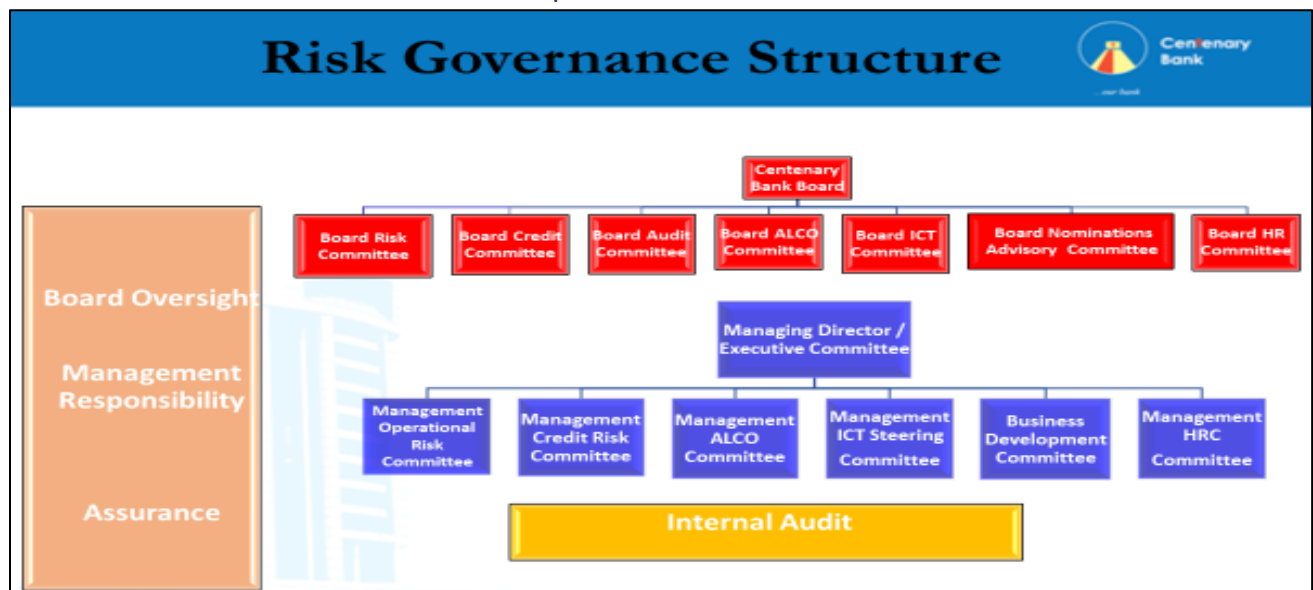 Risk Governance Structure
Centenary
Bank
...our bank
Centenary
Bank Board
Board Risk
Committee
Board Credit
Committee
Board Audit
Committee
Board ALCO
Committee
Board ICT
Committee
Board Nominations
Advisory Committee
Board HR
Committee
Board Oversight
Management
Responsibility
Assurance
Managing Director /
Executive Committee
Management
Operational
Risk
Committee
Management
Credit Risk
Committee
Management
ALCO
Committee
Management
ICT Steering
Committee
Business
Development
Committee
Management
HRC
Committee
Internal Audit